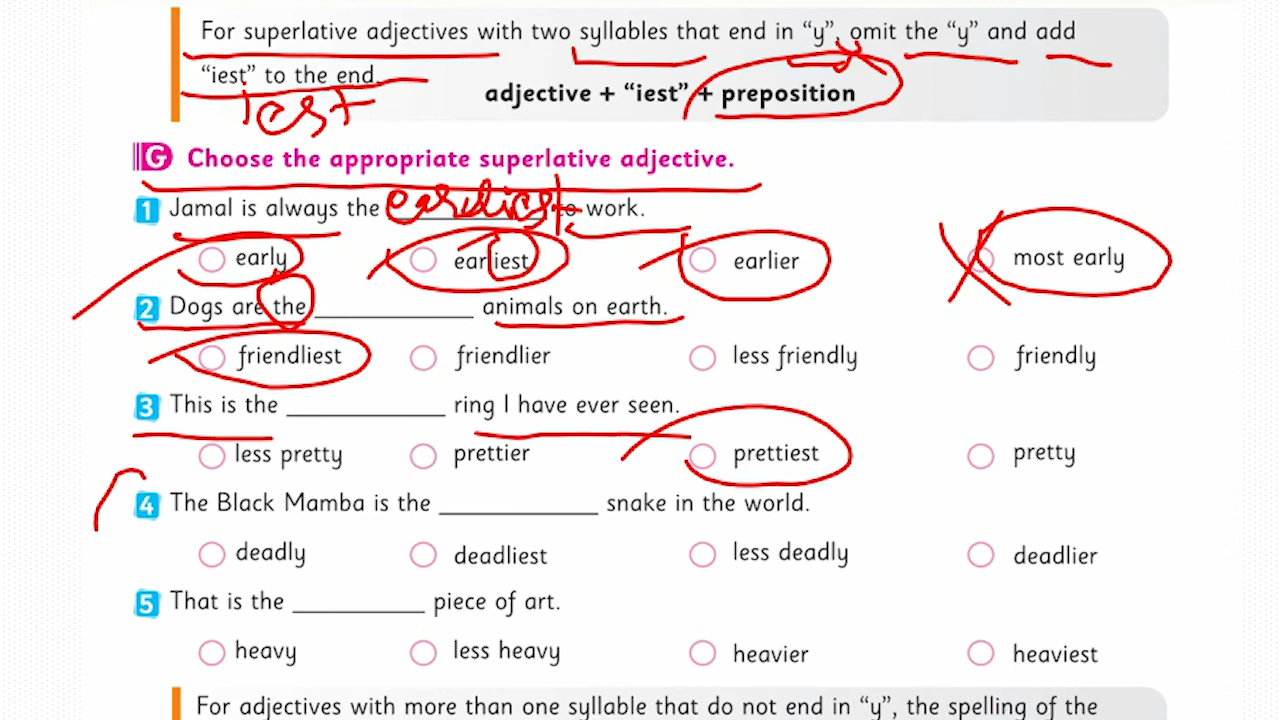 For superlative adjectives with two syllables that end in “y”, omit the “y” and add
“iest” to the end.
adjective + “iest” + preposition
iest
G Choose the appropriate superlative adjective.
1 Jamal is always the earliest to work.
early earliest earlier most early
2 Dogs are the ____________ animals on earth.
friendliest friendlier less friendly friendly
3 This is the ____________ ring I have ever seen.
less pretty prettier prettiest pretty
4 The Black Mamba is the ____________ snake in the world.
deadly deadliest less deadly deadlier
5 That is the __________ piece of art.
heavy less heavy heavier heaviest
For adjectives with more than one syllable that do not end in “y”, the spelling of the